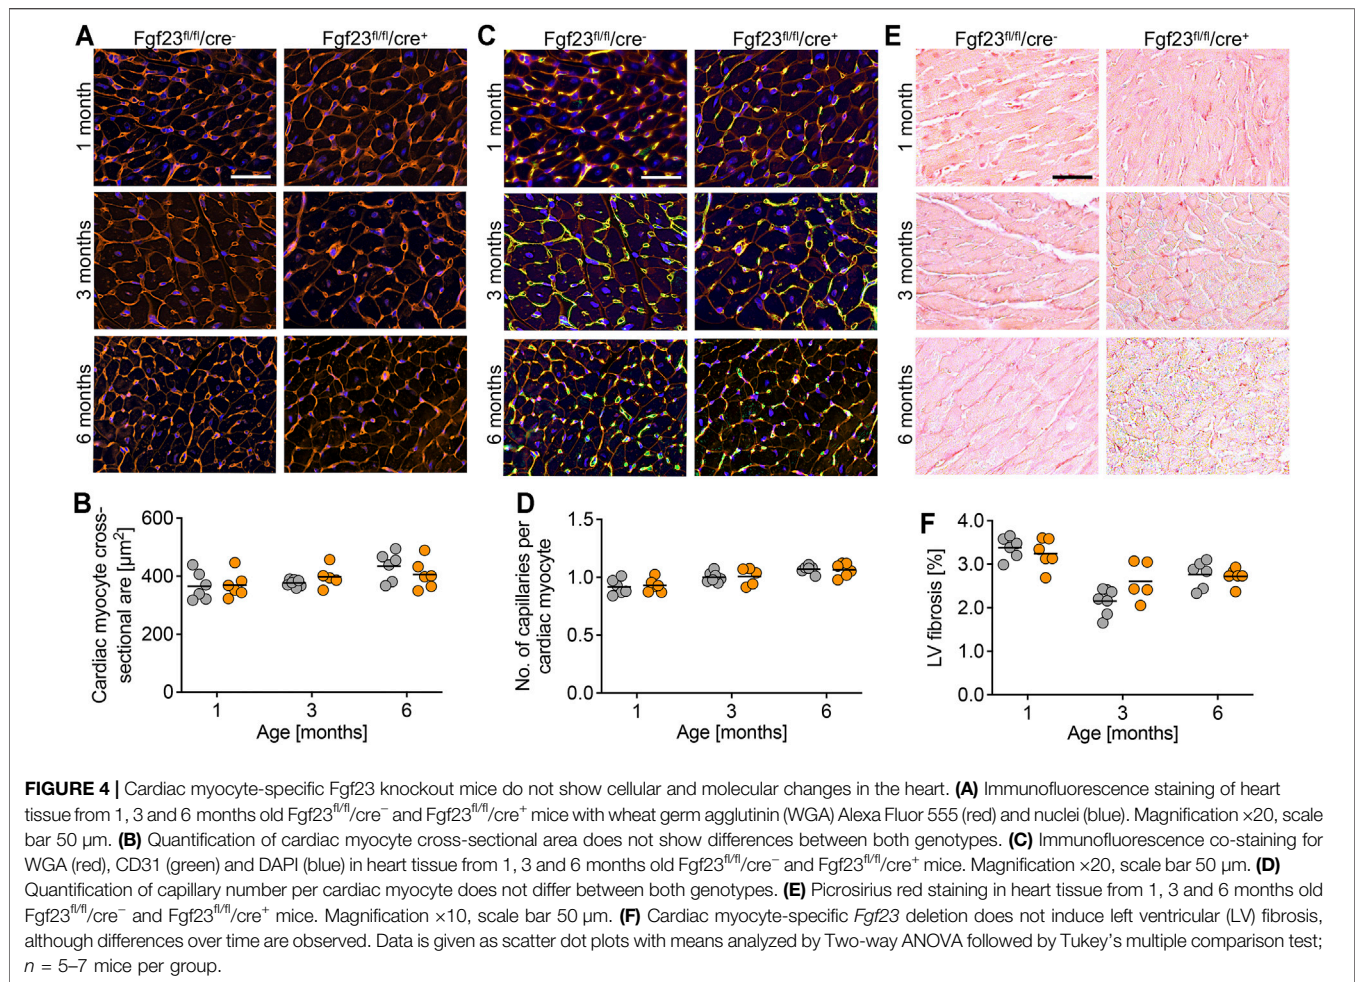 A
Fgf23fl/fl/cre-
Fgf23fl/fl/cre+
C
Fgf23fl/fl/cre-
Fgf23fl/fl/cre+
E
Fgf23fl/fl/cre-
Fgf23fl/fl/cre+
1 month
1 month
1 month
3 months
3 months
3 months
6 months
6 months
6 months
B
Cardiac myocyte cross-
sectional are [µm2]
600
400
200
0
1
3
6
Age [months]
D
No. of capillaries per
cardiac myocyte
1.5
1.0
0.5
0.0
1
3
6
Age [months]
F
LV fibrosis [%]
4.0
3.0
2.0
1.0
0.0
1
3
6
Age [months]
FIGURE 4 | Cardiac myocyte-specific Fgf23 knockout mice do not show cellular and molecular changes in the heart. (A) Immunofluorescence staining of heart
tissue from 1, 3 and 6 months old Fgf23fl/fl/cre− and Fgf23fl/fl/cre+ mice with wheat germ agglutinin (WGA) Alexa Fluor 555 (red) and nuclei (blue). Magnification ×20, scale
bar 50 µm. (B) Quantification of cardiac myocyte cross-sectional area does not show differences between both genotypes. (C) Immunofluorescence co-staining for
WGA (red), CD31 (green) and DAPI (blue) in heart tissue from 1, 3 and 6 months old Fgf23fl/fl/cre− and Fgf23fl/fl/cre+ mice. Magnification ×20, scale bar 50 µm. (D)
Quantification of capillary number per cardiac myocyte does not differ between both genotypes. (E) Picrosirius red staining in heart tissue from 1, 3 and 6 months old
Fgf23fl/fl/cre− and Fgf23fl/fl/cre+ mice. Magnification ×10, scale bar 50 µm. (F) Cardiac myocyte-specific Fgf23 deletion does not induce left ventricular (LV) fibrosis,
although differences over time are observed. Data is given as scatter dot plots with means analyzed by Two-way ANOVA followed by Tukey's multiple comparison test;
n = 5–7 mice per group.